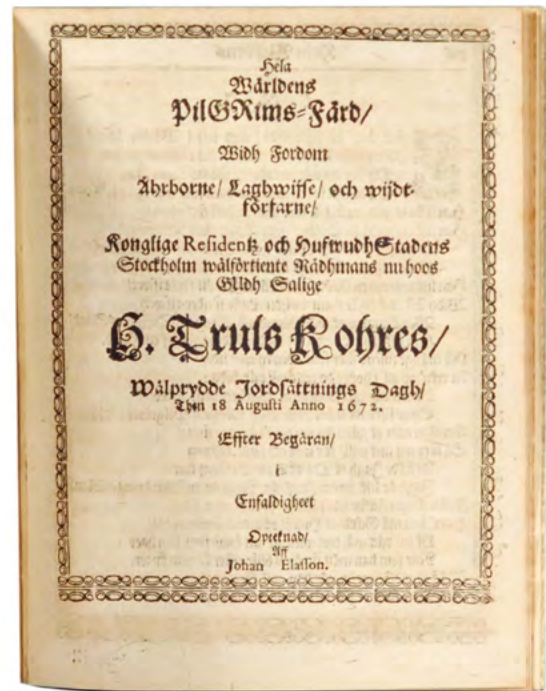 Hela
Wärldens
PilGRims-Färd/
Widh Fordom
Ährborne/ Laghwijse/ och wijdt-
förfarne/
Konglige Residentz och HufwudhStadens
Stockholm wälförtiente Rådhmans nu hoos
GUdh Salige
H. Truls Kohres/
Wälprydde Jordsättnings Dagh/
Then 18 Augusti Anno 1672.
Effter Begäran/
i
Enfaldigheet
Opteknad/
Aff
Johan Elasson.